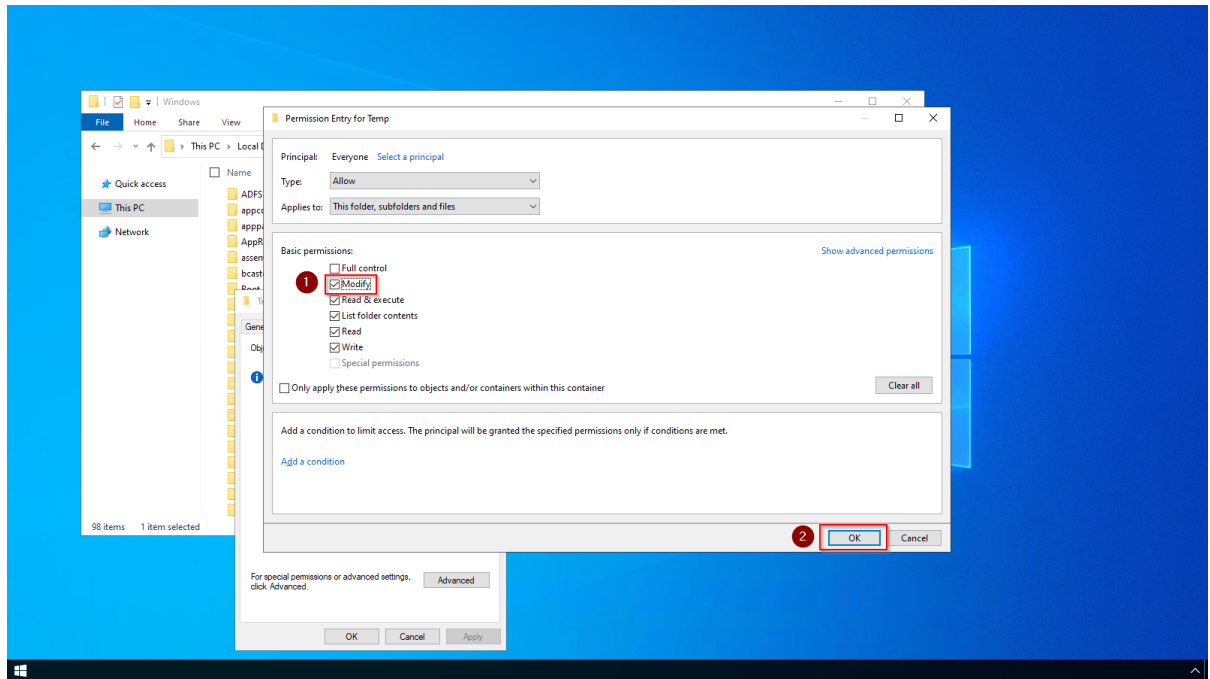 Windows
File Home Share View
This PC > Local
Name
Quick access
This PC
Network
ADFS
appco
apppa
AppR
assem
bcast
98 items 1 item selected
Permission Entry for Temp
Principal: Everyone Select a principal
Type: Allow
Applies to: This folder, subfolders and files
Basic permissions:
Show advanced permissions
Full control
1
Modify
Read & execute
List folder contents
Read
Write
Special permissions
Only apply these permissions to objects and/or containers within this container
Clear all
Add a condition to limit access. The principal will be granted the specified permissions only if conditions are met.
Add a condition
2
OK Cancel
Gene
Obj
For special permissions or advanced settings,
click Advanced.
Advanced
OK Cancel Apply